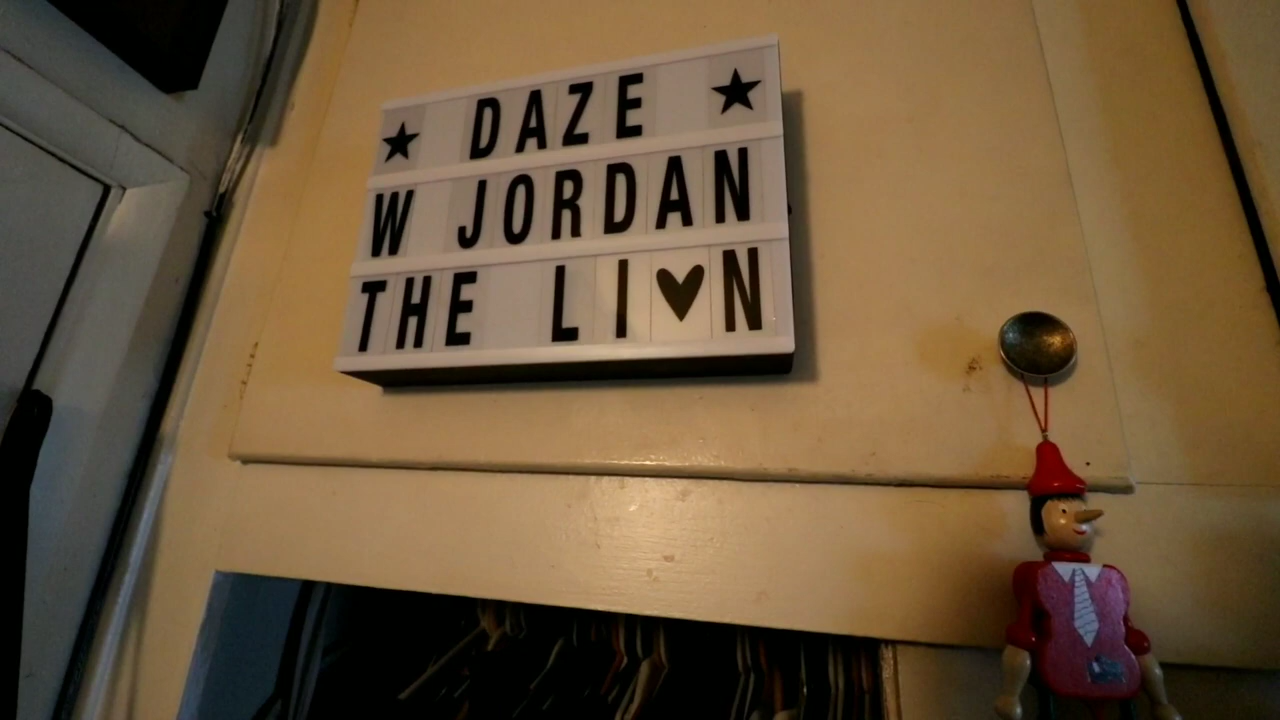 ★ DAZE ★
W JORDAN
THE LI♥N